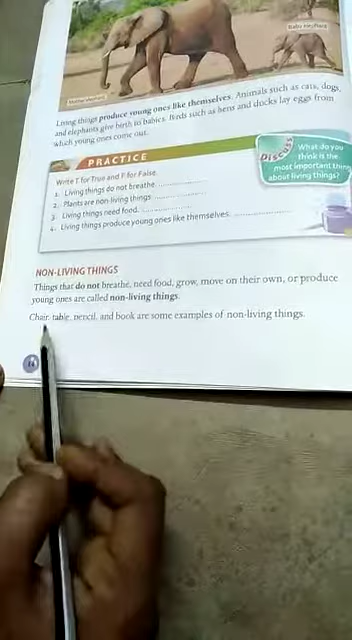 Mother elephant
Baby elephant
Living things produce young ones like themselves. Animals such as cats, dogs,
and elephants give birth to babies. Birds such as hens and ducks lay eggs from
which young ones come out.
PRACTICE
Write T for True and F for False.
1. Living things do not breathe. ....................
2. Plants are non-living things. ....................
3. Living things need food. ....................
4. Living things produce young ones like themselves. ....................
Discuss
What do you
think is the
most important thing
about living things?
NON-LIVING THINGS
Things that do not breathe, need food, grow, move on their own, or produce
young ones are called non-living things.
Chair, table, pencil, and book are some examples of non-living things.